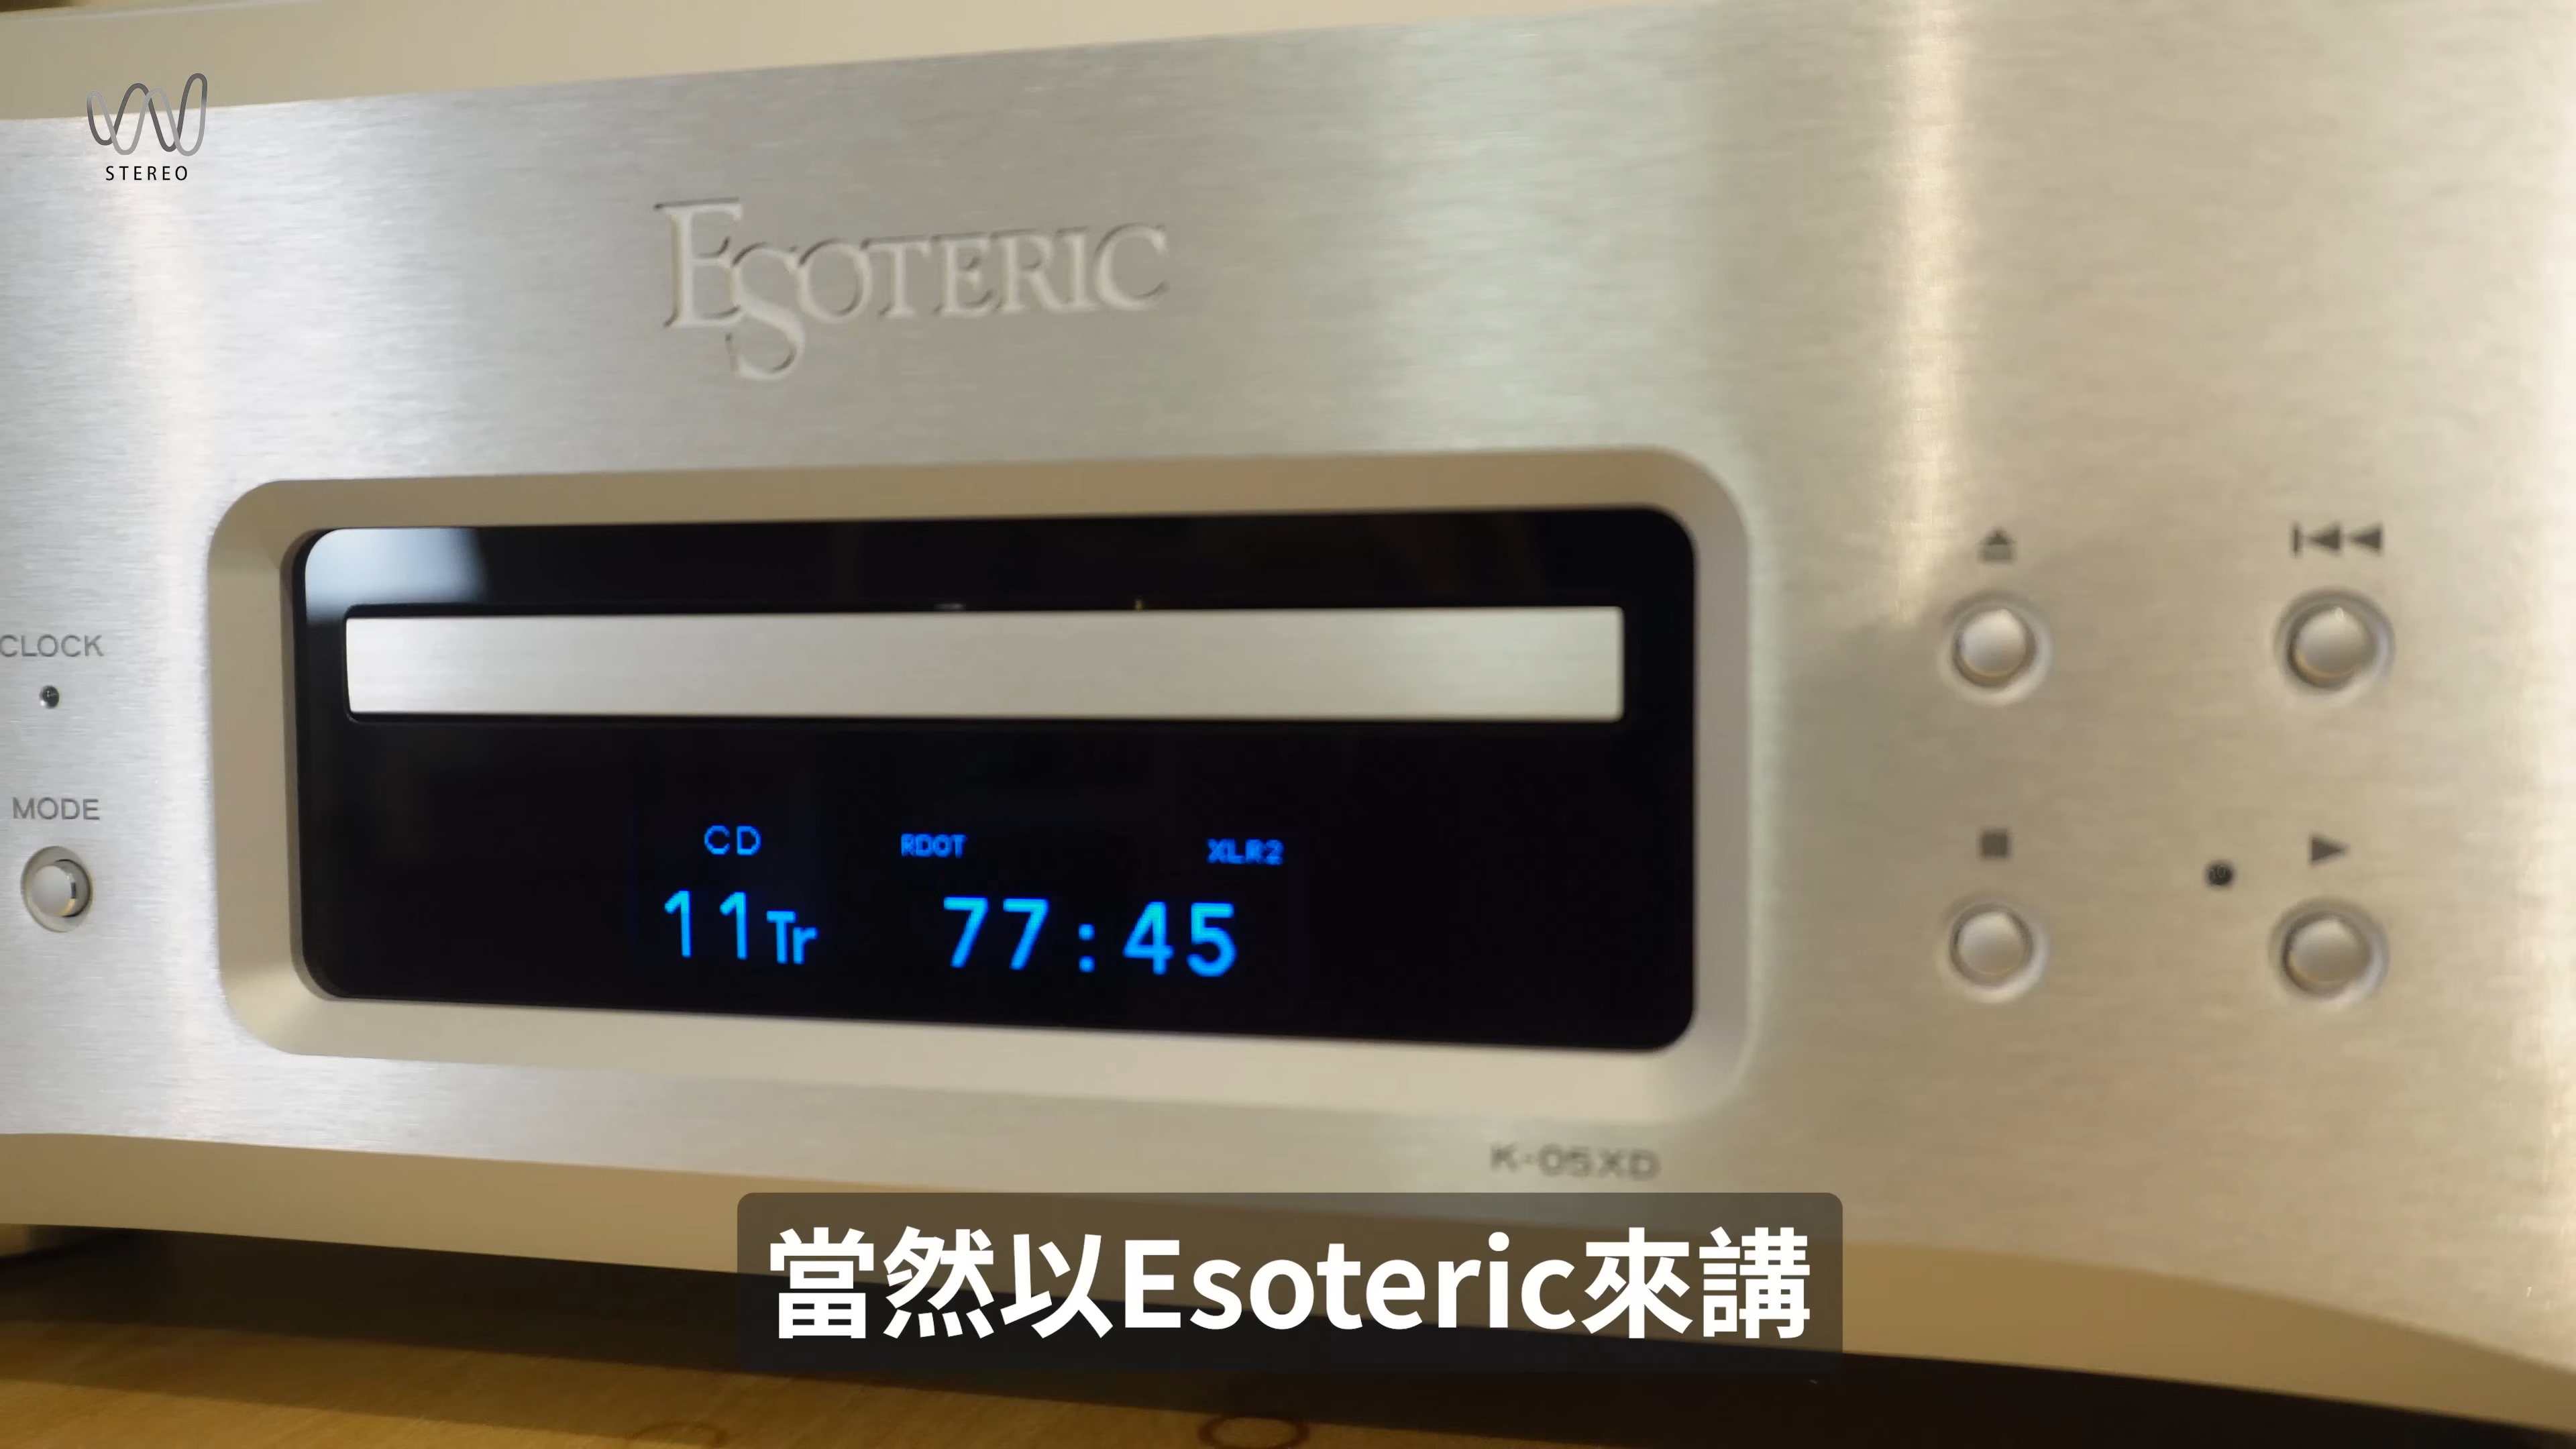 STEREO
ESOTERIC
CLOCK
MODE
CD RDOT XLR2
11Tr 77:45
K-05XD
當然以Esoteric來講